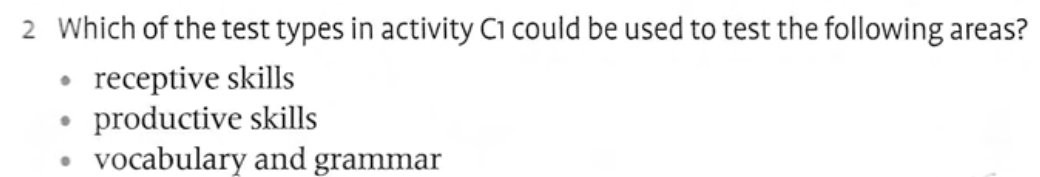 2 Which of the test types in activity C1 could be used to test the following areas?
• receptive skills
• productive skills
• vocabulary and grammar